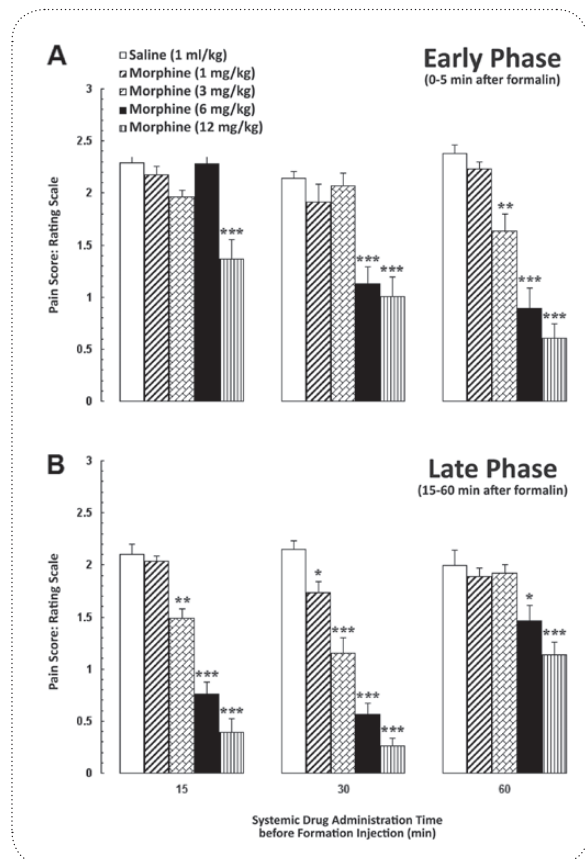 A
Saline (1 ml/kg)
Morphine (1 mg/kg)
Morphine (3 mg/kg)
Morphine (6 mg/kg)
Morphine (12 mg/kg)
Early Phase
(0-5 min after formalin)
3
2.5
2
1.5
1
0.5
0
Pain Score: Rating Scale
***
***
***
**
***
***
B
Late Phase
(15-60 min after formalin)
3
2.5
2
1.5
1
0.5
0
Pain Score: Rating Scale
**
***
***
*
***
***
***
*
***
15
30
60
Systemic Drug Administration Time
before Formation Injection (min)